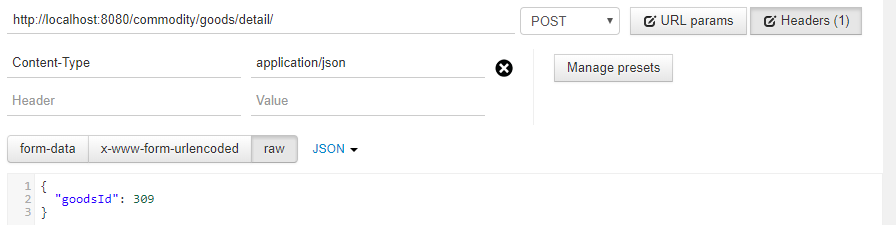 http://localhost:8080/commodity/goods/detail/ POST URL params Headers (1)
Content-Type application/json Manage presets
Header Value
form-data x-www-form-urlencoded raw JSON
1 {
2 "goodsId": 309
3 }